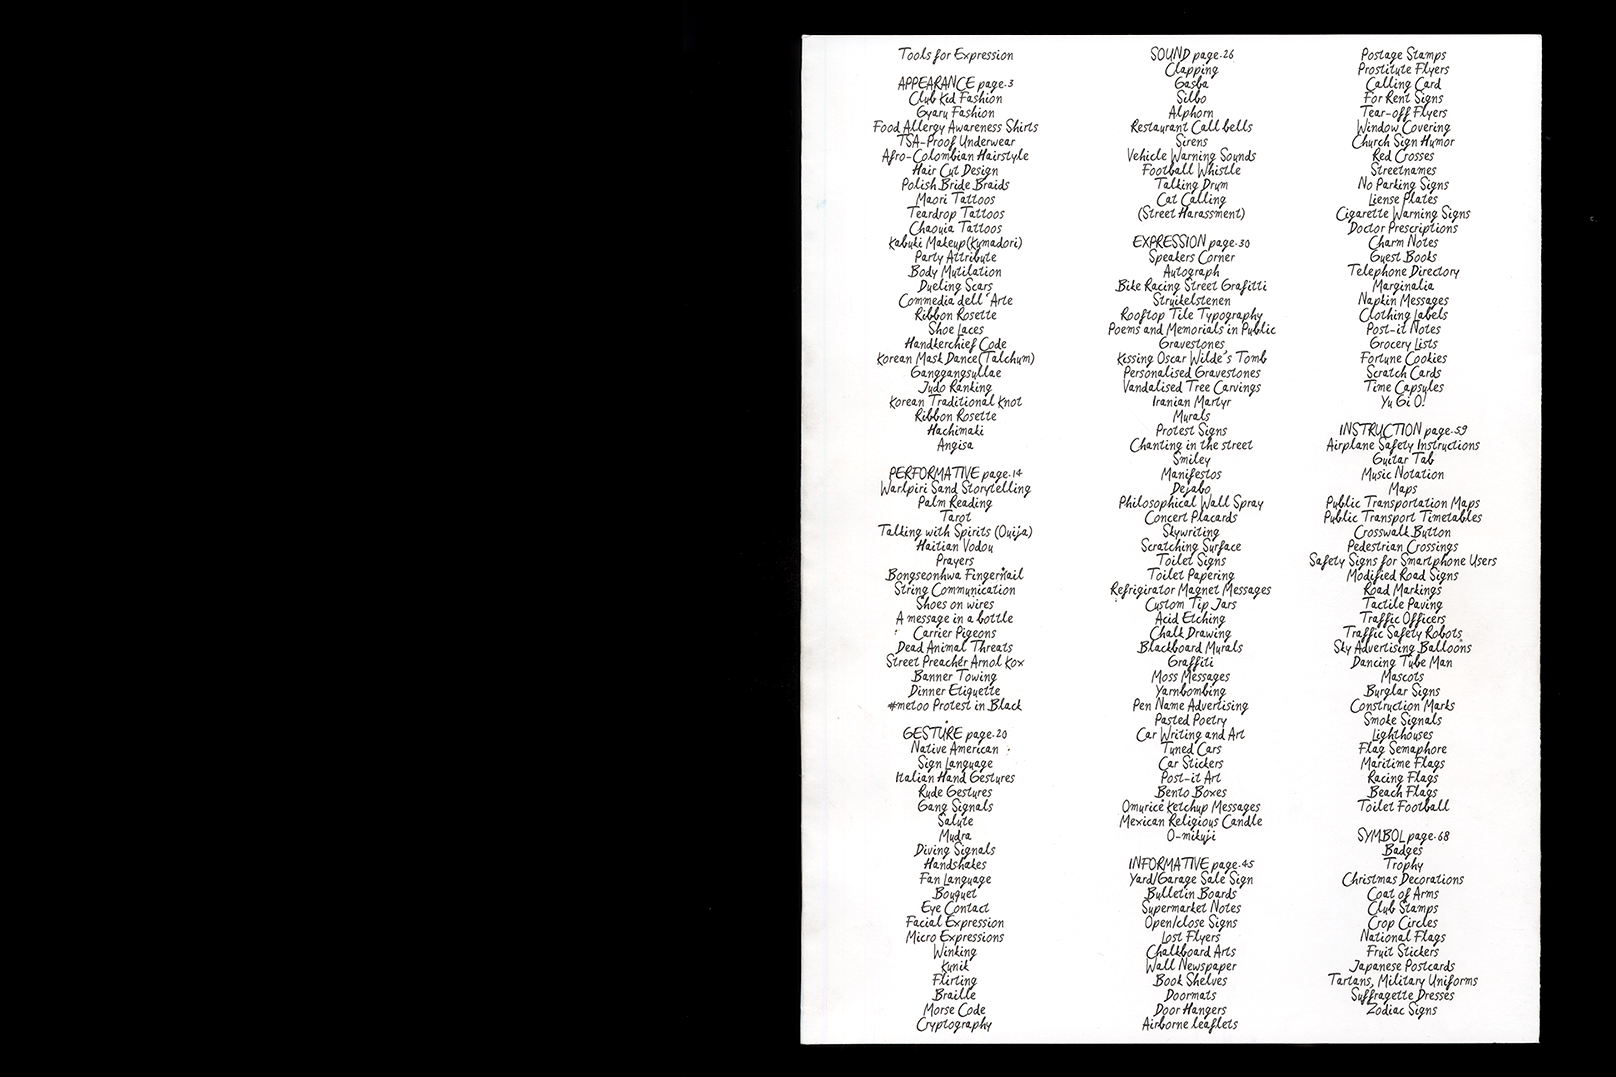 Tools for Expression
APPEARANCE page.3
Club Kid Fashion
Gyaru Fashion
Food Allergy Awareness Shirts
TSA-Proof Underwear
Afro-Colombian Hairstyle
Hair Cut Design
Polish Bride Braids
Maori Tattoos
Teardrop Tattoos
Chaouia Tattoos
Kabuki Makeup(Kumadori)
Party Attribute
Body Mutilation
Dueling Scars
Commedia dell'Arte
Ribbon Rosette
Shoe Laces
Handkerchief Code
Korean Mask Dance(Talchum)
Ganggangsullae
Judo Ranking
Korean Traditional Knot
Ribbon Rosette
Hachimaki
Angisa
PERFORMATIVE page.14
Warlpiri Sand Storytelling
Palm Reading
Tarot
Talking with Spirits (Ouija)
Haitian Vodou
Prayers
Bongseonhwa Fingernail
String Communication
Shoes on wires
A message in a bottle
Carrier Pigeons
Dead Animal Threats
Street Preacher Arnol Kox
Banner Towing
Dinner Etiquette
#metoo Protest in Black
GESTURE page.20
Native American
Sign Language
Italian Hand Gestures
Rude Gestures
Gang Signals
Salute
Mudra
Diving Signals
Handshakes
Fan Language
Bouquet
Eye Contact
Facial Expression
Micro Expressions
Winking
Kunik
Flirting
Braille
Morse Code
Cryptography
SOUND page.26
Clapping
Gasba
Silbo
Alphorn
Restaurant Call bells
Sirens
Vehicle Warning Sounds
Football Whistle
Talking Drum
Cat Calling
(Street Harassment)
EXPRESSION page.30
Speakers Corner
Autograph
Bike Racing Street Grafitti
Struikelstenen
Rooftop Tile Typography
Poems and Memorials in Public
Gravestones
Kissing Oscar Wilde's Tomb
Personalised Gravestones
Vandalised Tree Carvings
Iranian Martyr
Murals
Protest Signs
Chanting in the street
Smiley
Manifestos
Dejabo
Philosophical Wall Spray
Concert Placards
Skywriting
Scratching Surface
Toilet Signs
Toilet Papering
Refrigirator Magnet Messages
Custom Tip Jars
Acid Etching
Chalk Drawing
Blackboard Murals
Graffiti
Moss Messages
Yarnbombing
Pen Name Advertising
Pasted Poetry
Car Writing and Art
Tuned Cars
Car Stickers
Post-it Art
Bento Boxes
Omurice Ketchup Messages
Mexican Religious Candle
O-mikuji
INFORMATIVE page.45
Yard/Garage Sale Sign
Bulletin Boards
Supermarket Notes
Open/close Signs
Lost Flyers
Chalkboard Arts
Wall Newspaper
Book Shelves
Doormats
Door Hangers
Airborne leaflets
Postage Stamps
Prostitute Flyers
Calling Card
For Rent Signs
Tear-off Flyers
Window Covering
Church Sign Humor
Red Crosses
Streetnames
No Parking Signs
Liense Plates
Cigarette Warning Signs
Doctor Prescriptions
Charm Notes
Guest Books
Telephone Directory
Marginalia
Napkin Messages
Clothing Labels
Post-it Notes
Grocery Lists
Fortune Cookies
Scratch Cards
Time Capsules
Yu Gi O!
INSTRUCTION page.59
Airplane Safety Instructions
Guitar Tab
Music Notation
Maps
Public Transportation Maps
Public Transport Timetables
Crosswalk Button
Pedestrian Crossings
Safety Signs for Smartphone Users
Modified Road Signs
Road Markings
Tactile Paving
Traffic Officers
Traffic Safety Robots
Sky Advertising Balloons
Dancing Tube Man
Mascots
Burglar Signs
Construction Marks
Smoke Signals
Lighthouses
Flag Semaphore
Maritime Flags
Racing Flags
Beach Flags
Toilet Football
SYMBOL page.68
Badges
Trophy
Christmas Decorations
Coat of Arms
Club Stamps
Crop Circles
National Flags
Fruit Stickers
Japanese Postcards
Tartans, Military Uniforms
Suffragette Dresses
Zodiac Signs